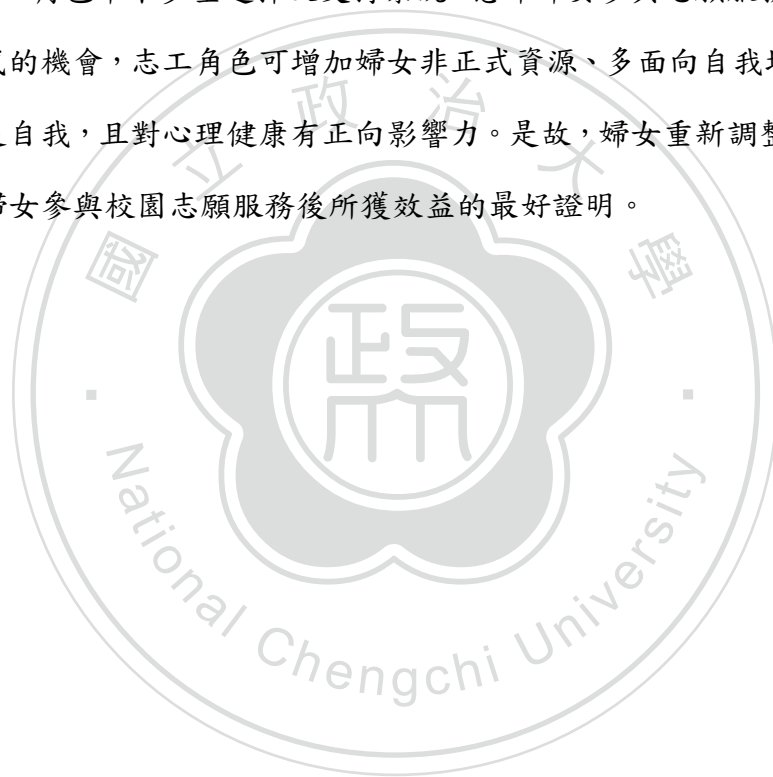 的機會，志工角色可增加婦女非正式資源、多面向自我
自我，且對心理健康有正向影響力。是故，婦女重新調整
婦女參與校園志願服務後所獲效益的最好證明。
國立政治大學
政
National Chengchi University